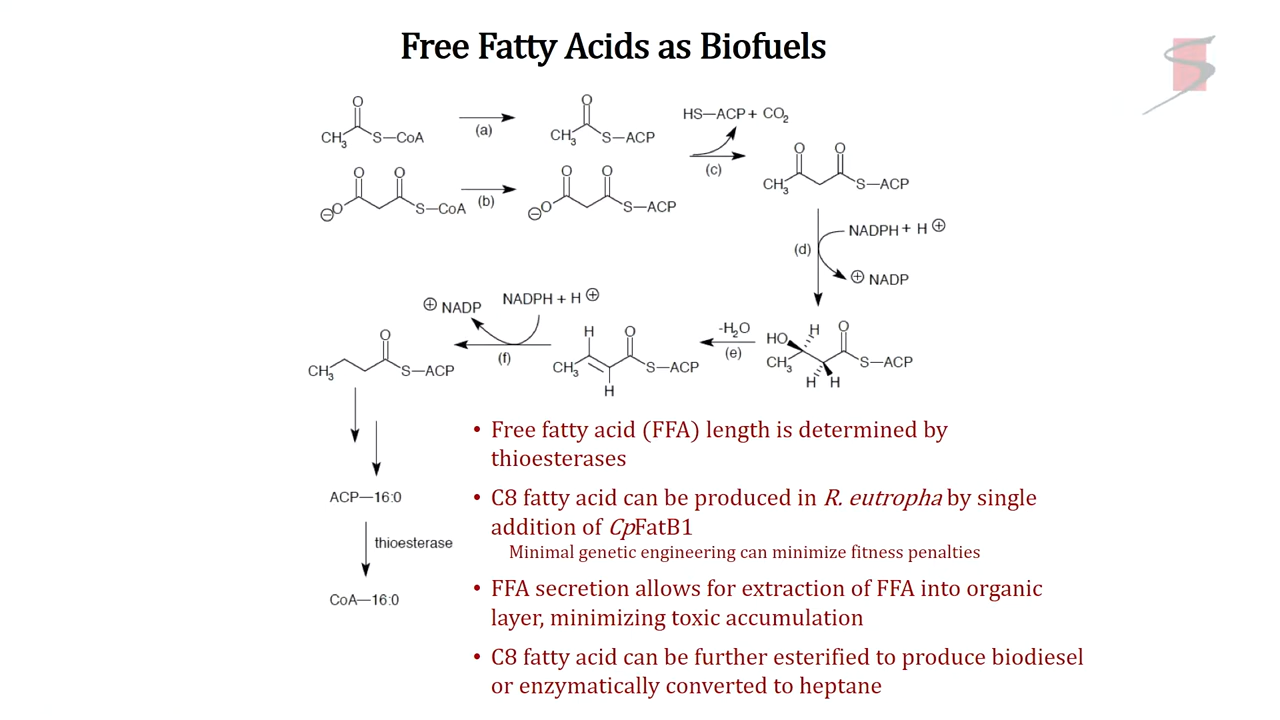 Free Fatty Acids as Biofuels
O
CH3 S–CoA
(a)
O
CH3 S–ACP
HS–ACP + CO2
(c)
O O
⊖O S–CoA
(b)
O O
⊖O S–ACP
O O
CH3 S–ACP
(d)
NADPH + H ⊕
⊕ NADP
HO H O
CH3 S–ACP
H H
-H2O
(e)
H O
CH3 S–ACP
H
NADPH + H ⊕
⊕ NADP
(f)
O
CH3 S–ACP
ACP–16:0
thioesterase
CoA–16:0
• Free fatty acid (FFA) length is determined by
thioesterases
• C8 fatty acid can be produced in R. eutropha by single
addition of CpFatB1
Minimal genetic engineering can minimize fitness penalties
• FFA secretion allows for extraction of FFA into organic
layer, minimizing toxic accumulation
• C8 fatty acid can be further esterified to produce biodiesel
or enzymatically converted to heptane